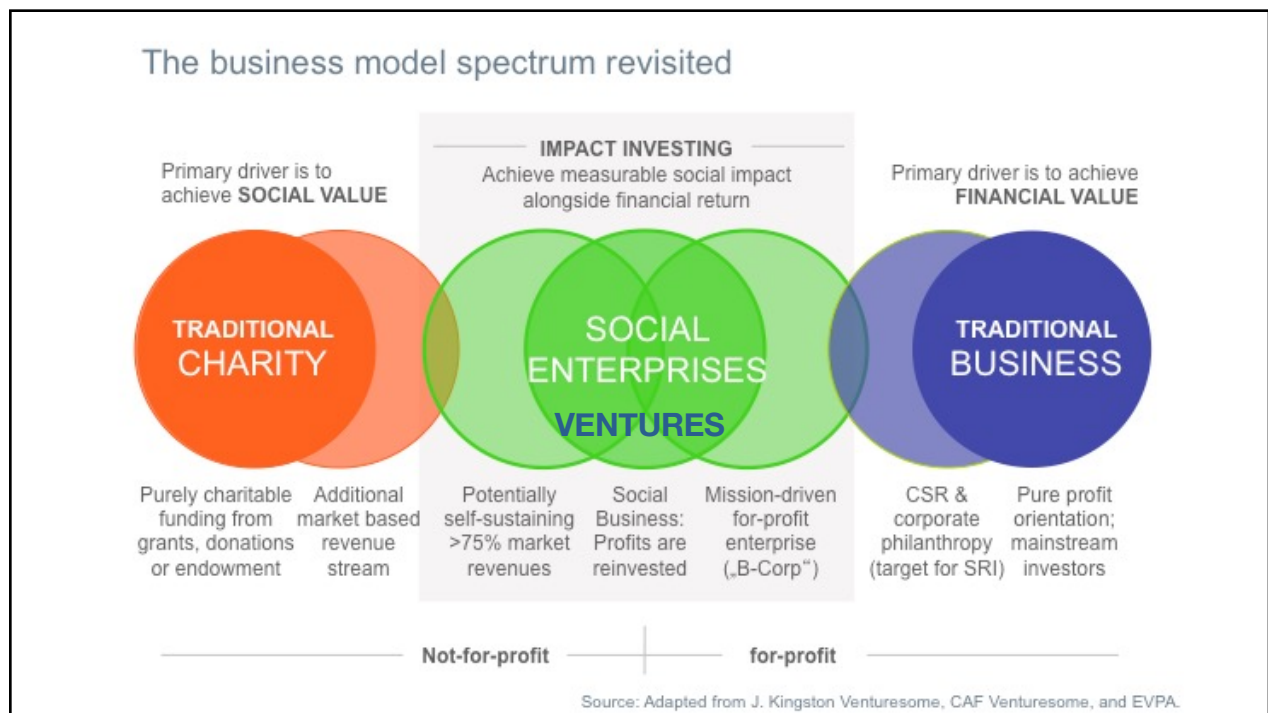 The business model spectrum revisited
Primary driver is to
achieve SOCIAL VALUE
IMPACT INVESTING
Achieve measurable social impact
alongside financial return
Primary driver is to achieve
FINANCIAL VALUE
TRADITIONAL
CHARITY
SOCIAL
ENTERPRISES
VENTURES
TRADITIONAL
BUSINESS
Purely charitable
funding from
grants, donations
or endowment
Additional
market based
revenue
stream
Potentially
self-sustaining
>75% market
revenues
Social
Business:
Profits are
reinvested
Mission-driven
for-profit
enterprise
(„B-Corp“)
CSR &
corporate
philanthropy
(target for SRI)
Pure profit
orientation;
mainstream
investors
Not-for-profit
for-profit
Source: Adapted from J. Kingston Venturesome, CAF Venturesome, and EVPA.